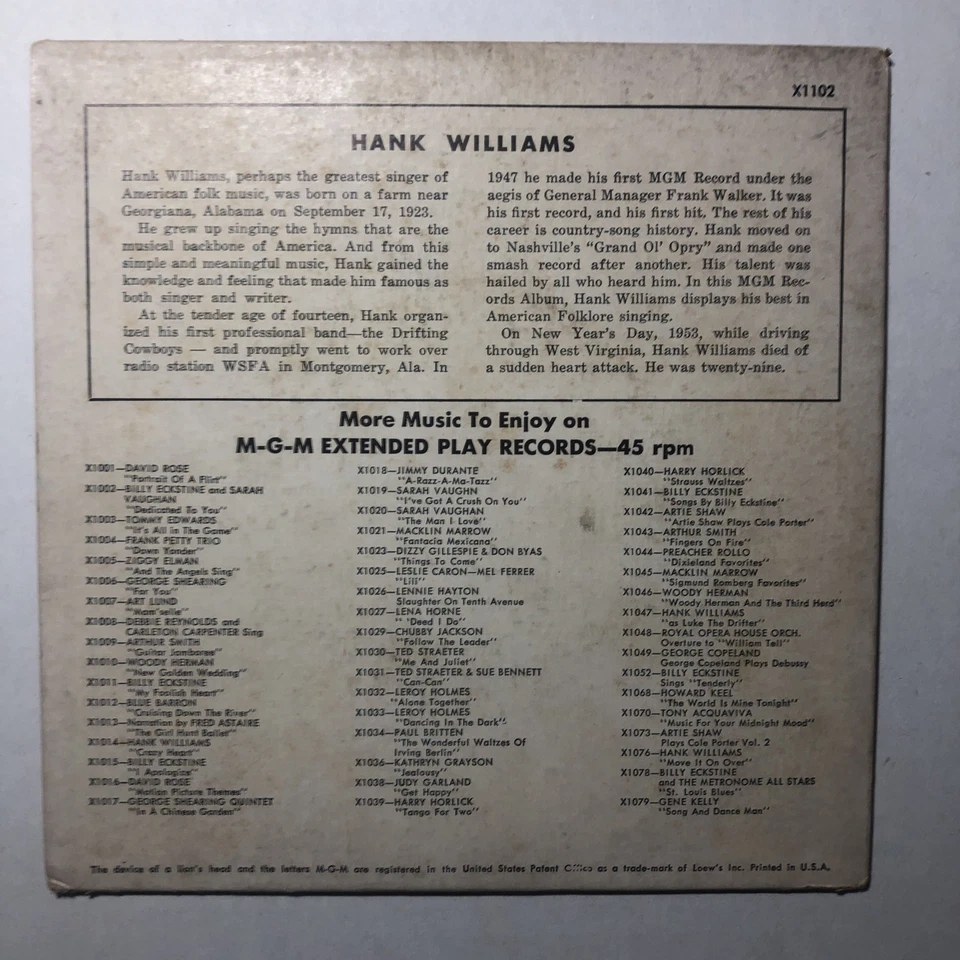 X1102
HANK WILLIAMS
Hank Williams, perhaps the greatest singer of
American folk music, was born on a farm near
Georgiana, Alabama on September 17, 1923.
He grew up singing the hymns that are the
musical backbone of America. And from this
simple and meaningful music, Hank gained the
knowledge and feeling that made him famous as
both singer and writer.
At the tender age of fourteen, Hank organ-
ized his first professional band—the Drifting
Cowboys — and promptly went to work over
radio station WSFA in Montgomery, Ala. In
1947 he made his first MGM Record under the
aegis of General Manager Frank Walker. It was
his first record, and his first hit. The rest of his
career is country-song history. Hank moved on
to Nashville's "Grand Ol' Opry" and made one
smash record after another. His talent was
hailed by all who heard him. In this MGM Rec-
ords Album, Hank Williams displays his best in
American Folklore singing.
On New Year's Day, 1953, while driving
through West Virginia, Hank Williams died of
a sudden heart attack. He was twenty-nine.
More Music To Enjoy on
M-G-M EXTENDED PLAY RECORDS—45 rpm
X1001—DAVID ROSE
"Portrait Of A Flirt"
X1002—BILLY ECKSTINE and SARAH
VAUGHAN
"Dedicated To You"
X1003—TOMMY EDWARDS
"It's All in The Game"
X1004—FRANK PETTY TRIO
"Down Yonder"
X1005—ZIGGY ELMAN
"And The Angels Sing"
X1006—GEORGE SHEARING
"For You"
X1007—ART LUND
"Mam'selle"
X1008—DEBBIE REYNOLDS and
CARLETON CARPENTER Sing
X1009—ARTHUR SMITH
"Guitar Jamboree"
X1010—WOODY HERMAN
"New Golden Wedding"
X1011—BILLY ECKSTINE
"My Foolish Heart"
X1012—BLUE BARRON
"Cruising Down The River"
X1013—Narration by FRED ASTAIRE
"The Girl Hunt Ballet"
X1014—HANK WILLIAMS
"Crazy Heart"
X1015—BILLY ECKSTINE
"I Apologize"
X1016—DAVID ROSE
"Motion Picture Themes"
X1017—GEORGE SHEARING QUINTET
"In A Chinese Garden"
X1018—JIMMY DURANTE
"A-Razz-A-Ma-Tazz"
X1019—SARAH VAUGHN
"I've Got A Crush On You"
X1020—SARAH VAUGHAN
"The Man I Love"
X1021—MACKLIN MARROW
"Fantacia Mexicana"
X1023—DIZZY GILLESPIE & DON BYAS
"Things To Come"
X1025—LESLIE CARON—MEL FERRER
"Lili"
X1026—LENNIE HAYTON
Slaughter On Tenth Avenue
X1027—LENA HORNE
"'Deed I Do"
X1029—CHUBBY JACKSON
"Follow The Leader"
X1030—TED STRAETER
"Me And Juliet"
X1031—TED STRAETER & SUE BENNETT
"Can-Can"
X1032—LEROY HOLMES
"Alone Together"
X1033—LEROY HOLMES
"Dancing In The Dark"
X1034—PAUL BRITTEN
"The Wonderful Waltzes Of
Irving Berlin"
X1036—KATHRYN GRAYSON
"Jealousy"
X1038—JUDY GARLAND
"Get Happy"
X1039—HARRY HORLICK
"Tango For Two"
X1040—HARRY HORLICK
"Strauss Waltzes"
X1041—BILLY ECKSTINE
"Songs By Billy Eckstine"
X1042—ARTIE SHAW
"Artie Shaw Plays Cole Porter"
X1043—ARTHUR SMITH
"Fingers On Fire"
X1044—PREACHER ROLLO
"Dixieland Favorites"
X1045—MACKLIN MARROW
"Sigmund Romberg Favorites"
X1046—WOODY HERMAN
"Woody Herman And The Third Herd"
X1047—HANK WILLIAMS
"as Luke The Drifter"
X1048—ROYAL OPERA HOUSE ORCH.
Overture to "William Tell"
X1049—GEORGE COPELAND
George Copeland Plays Debussy
X1052—BILLY ECKSTINE
Sings "Tenderly"
X1068—HOWARD KEEL
"The World Is Mine Tonight"
X1070—TONY ACQUAVIVA
"Music For Your Midnight Mood"
X1073—ARTIE SHAW
Plays Cole Porter Vol. 2
X1076—HANK WILLIAMS
"Move It On Over"
X1078—BILLY ECKSTINE
and THE METRONOME ALL STARS
"St. Louis Blues"
X1079—GENE KELLY
"Song And Dance Man"
The device of a lion's head and the letters M-G-M are registered in the United States Patent Office as a trade-mark of Loew's Inc. Printed in U.S.A.